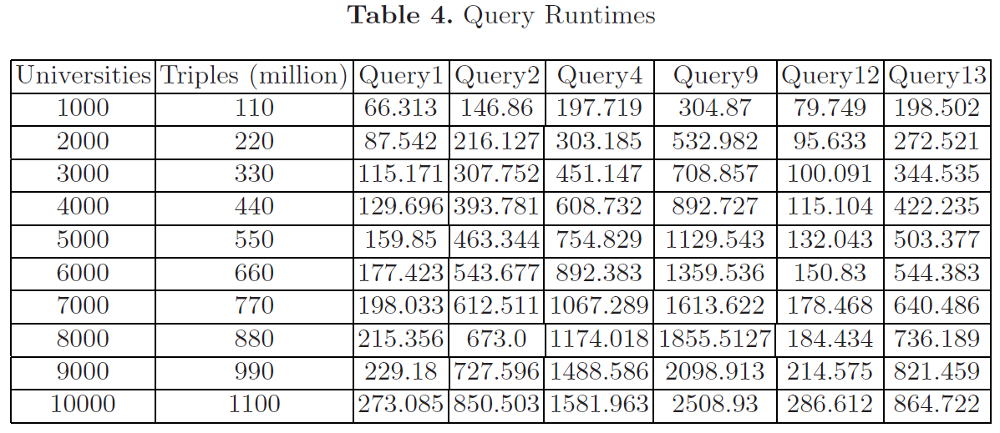 Table 4. Query Runtimes
Universities Triples (million) Query1 Query2 Query4 Query9 Query12 Query13
1000 110 66.313 146.86 197.719 304.87 79.749 198.502
2000 220 87.542 216.127 303.185 532.982 95.633 272.521
3000 330 115.171 307.752 451.147 708.857 100.091 344.535
4000 440 129.696 393.781 608.732 892.727 115.104 422.235
5000 550 159.85 463.344 754.829 1129.543 132.043 503.377
6000 660 177.423 543.677 892.383 1359.536 150.83 544.383
7000 770 198.033 612.511 1067.289 1613.622 178.468 640.486
8000 880 215.356 673.0 1174.018 1855.5127 184.434 736.189
9000 990 229.18 727.596 1488.586 2098.913 214.575 821.459
10000 1100 273.085 850.503 1581.963 2508.93 286.612 864.722